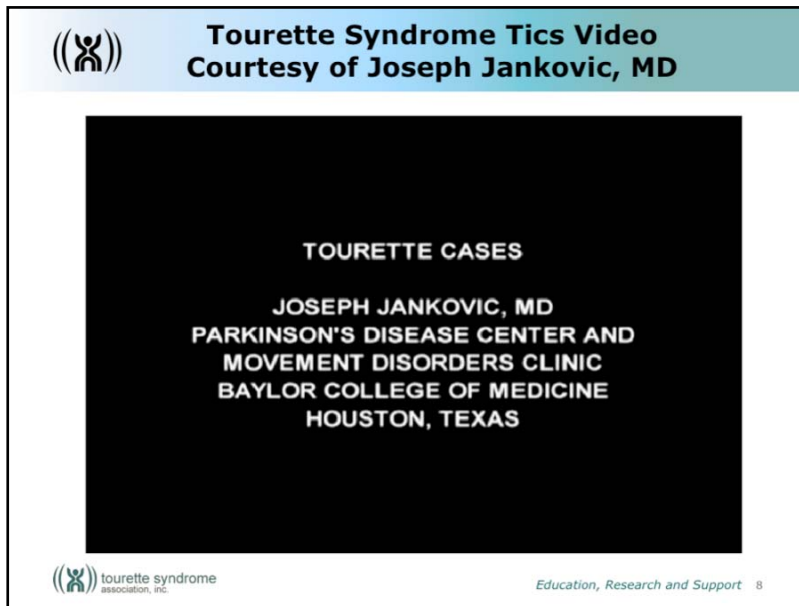 Tourette Syndrome Tics Video
Courtesy of Joseph Jankovic, MD
TOURETTE CASES
JOSEPH JANKOVIC, MD
PARKINSON'S DISEASE CENTER AND
MOVEMENT DISORDERS CLINIC
BAYLOR COLLEGE OF MEDICINE
HOUSTON, TEXAS
tourette syndrome
association, inc.
Education, Research and Support 8